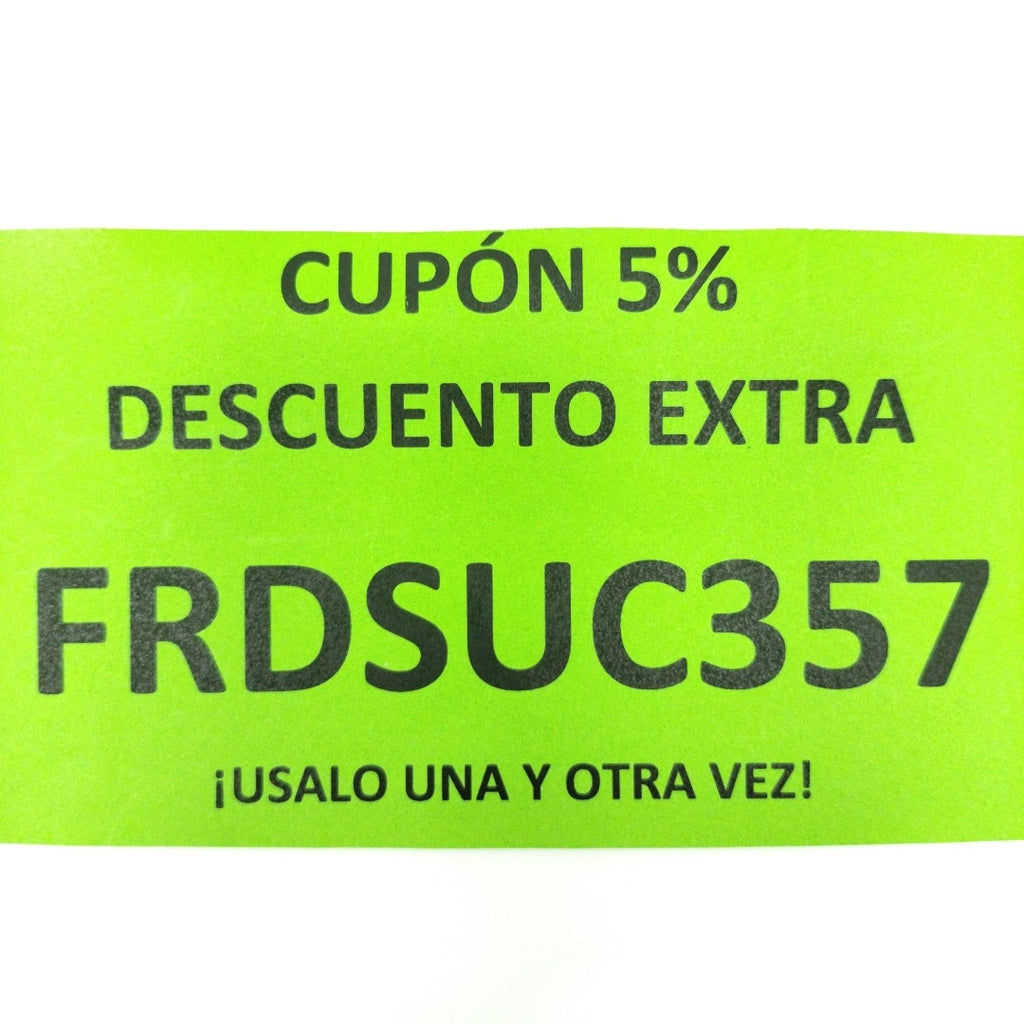 CUPÓN 5%
DESCUENTO EXTRA
FRDSUC357
¡USALO UNA Y OTRA VEZ!